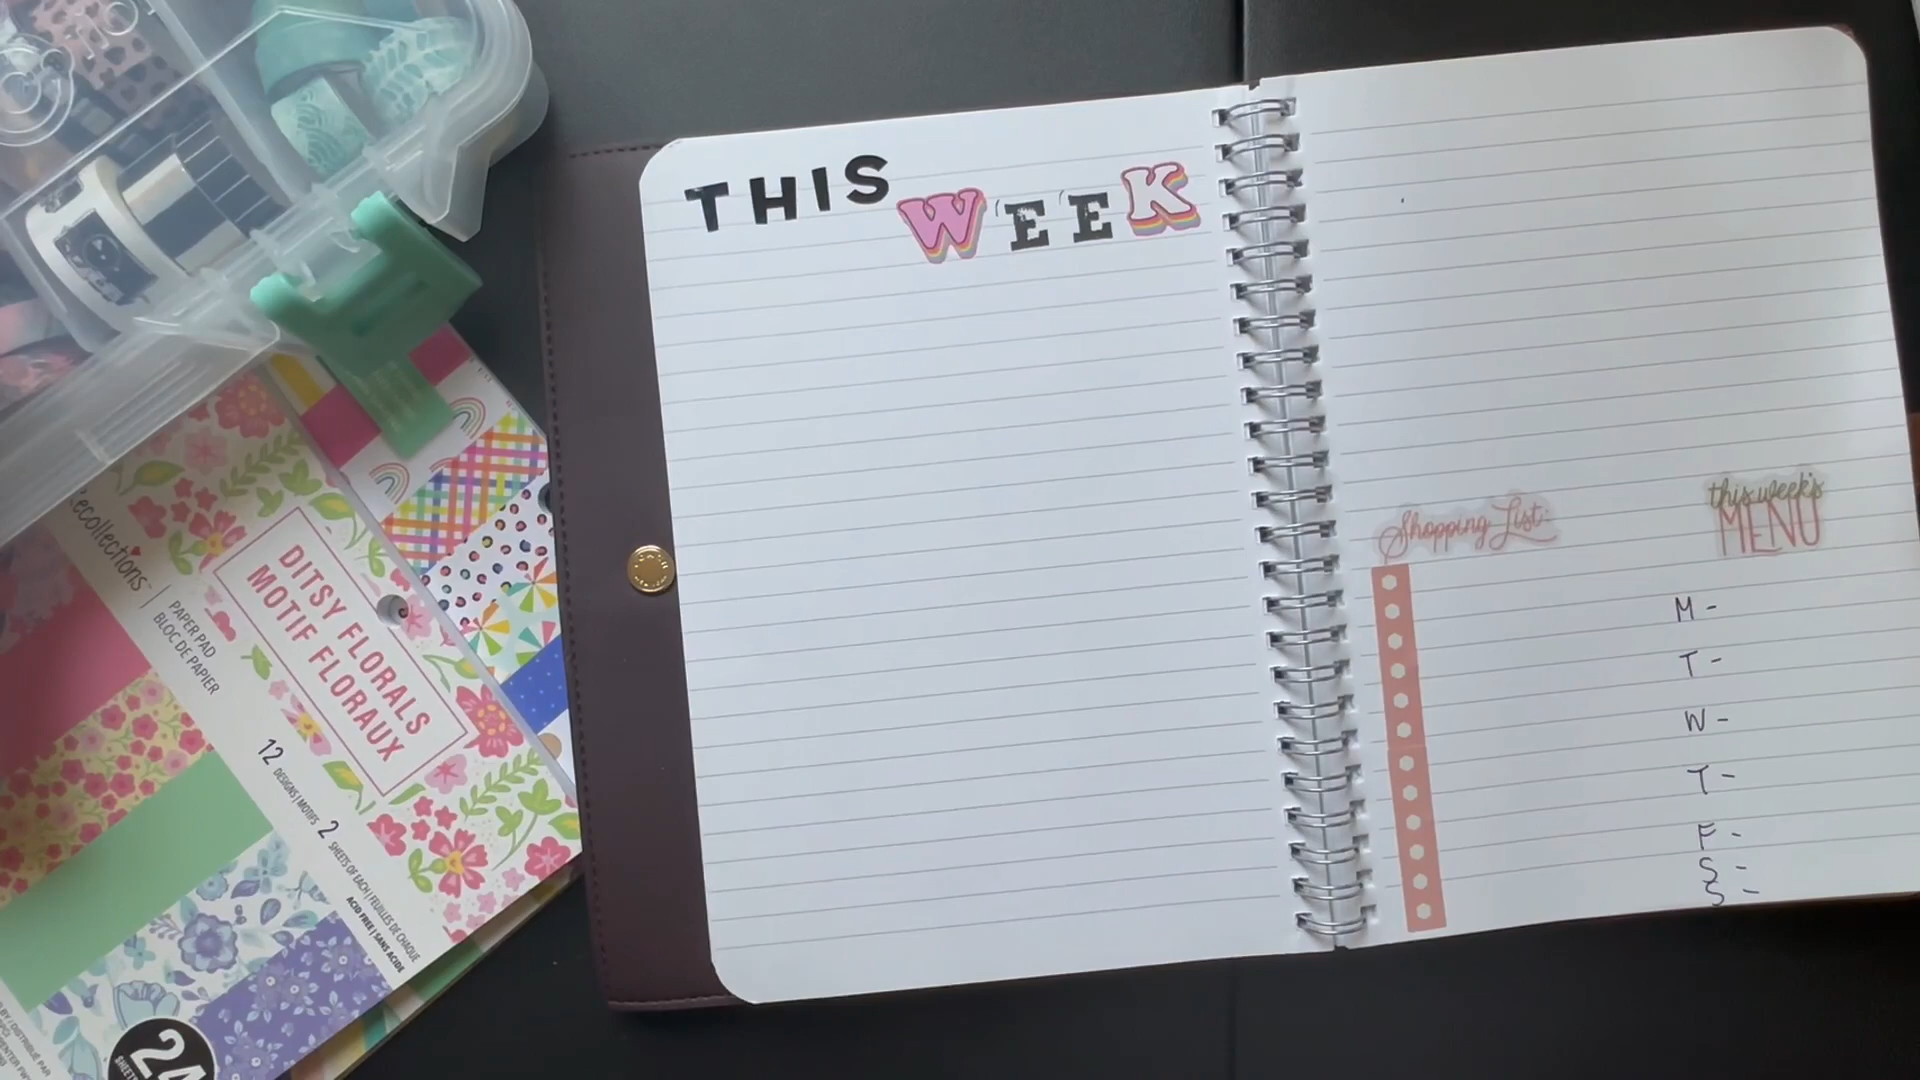 THIS WEEK
Shopping List:
this week's
MENU
M -
T -
W -
T -
F -
S -
S -
Recollections™
PAPER PAD
BLOC DE PAPIER
DITSY FLORALS
MOTIF FLORAUX
12 DESIGNS | MOTIFS 2 SHEETS OF EACH | FEUILLES DE CHAQUE
ACID FREE | SANS ACIDE
24